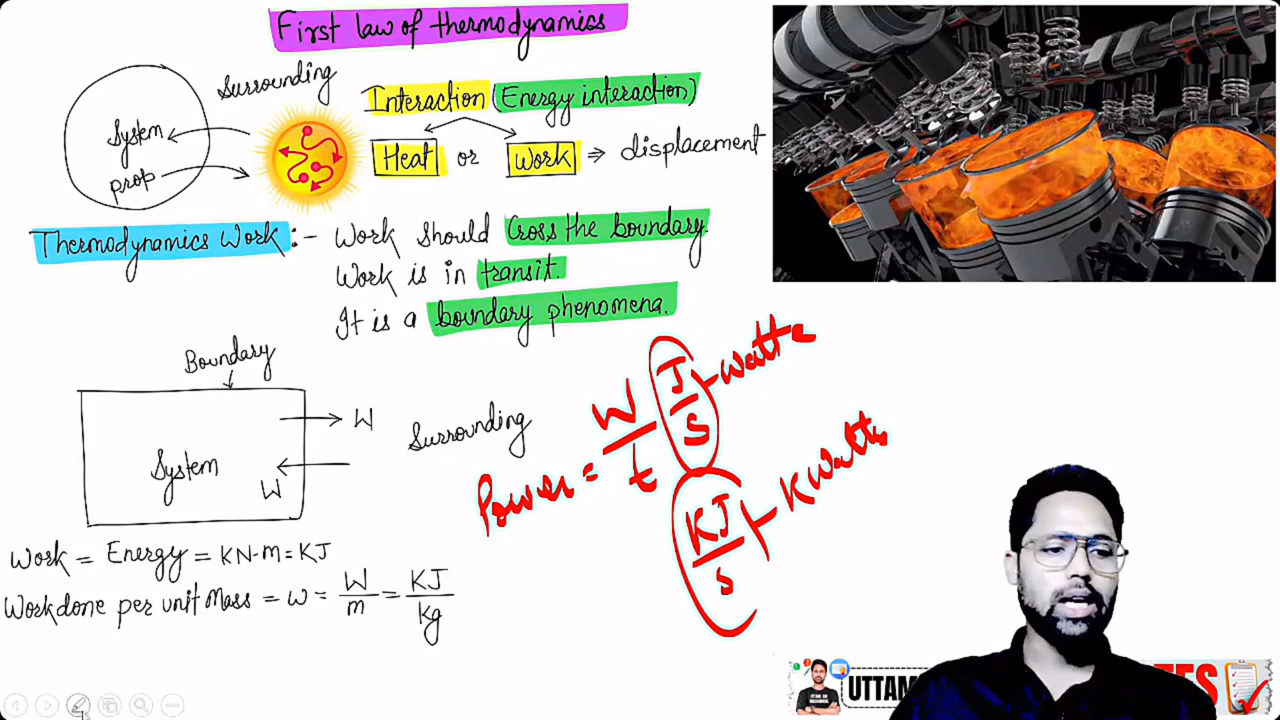 First law of thermodynamics
Surrounding
System
prop
Interaction (Energy interaction)
Heat or Work ⇒ displacement
Thermodynamics Work :- Work should Cross the boundary.
Work is in transit.
It is a boundary phenomena.
Boundary
W
Surrounding
System
W
Power = W/t J/s watts
KJ/s Kwatts
Work = Energy = KN-m = KJ
Workdone per unit Mass = w = W/m = KJ/kg
UTTAM